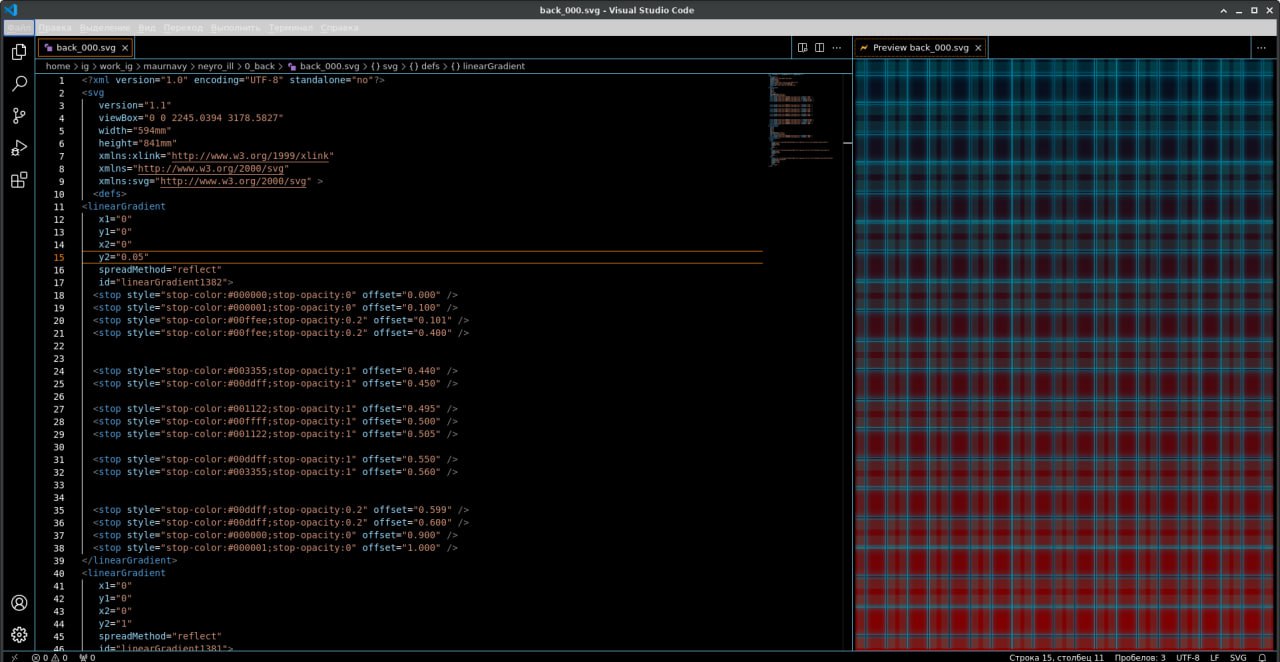 back_000.svg - Visual Studio Code
Файл Правка Выделение Вид Переход Выполнить Терминал Справка
back_000.svg
Preview back_000.svg
home > ig > work_ig > maurnavy > neyro_ill > 0_back > back_000.svg > {} svg > {} defs > {} linearGradient
1 <?xml version="1.0" encoding="UTF-8" standalone="no"?>
2 <svg
3 version="1.1"
4 viewBox="0 0 2245.0394 3178.5827"
5 width="594mm"
6 height="841mm"
7 xmlns:xlink="http://www.w3.org/1999/xlink"
8 xmlns="http://www.w3.org/2000/svg"
9 xmlns:svg="http://www.w3.org/2000/svg" >
10 <defs>
11 <linearGradient
12 x1="0"
13 y1="0"
14 x2="0"
15 y2="0.05"
16 spreadMethod="reflect"
17 id="linearGradient1382">
18 <stop style="stop-color:#000000;stop-opacity:0" offset="0.000" />
19 <stop style="stop-color:#000001;stop-opacity:0" offset="0.100" />
20 <stop style="stop-color:#00ffee;stop-opacity:0.2" offset="0.101" />
21 <stop style="stop-color:#00ffee;stop-opacity:0.2" offset="0.400" />
22
23
24 <stop style="stop-color:#003355;stop-opacity:1" offset="0.440" />
25 <stop style="stop-color:#00ddff;stop-opacity:1" offset="0.450" />
26
27 <stop style="stop-color:#001122;stop-opacity:1" offset="0.495" />
28 <stop style="stop-color:#00ffff;stop-opacity:1" offset="0.500" />
29 <stop style="stop-color:#001122;stop-opacity:1" offset="0.505" />
30
31 <stop style="stop-color:#00ddff;stop-opacity:1" offset="0.550" />
32 <stop style="stop-color:#003355;stop-opacity:1" offset="0.560" />
33
34
35 <stop style="stop-color:#00ddff;stop-opacity:0.2" offset="0.599" />
36 <stop style="stop-color:#00ddff;stop-opacity:0.2" offset="0.600" />
37 <stop style="stop-color:#000000;stop-opacity:0" offset="0.900" />
38 <stop style="stop-color:#000001;stop-opacity:0" offset="1.000" />
39 </linearGradient>
40 <linearGradient
41 x1="0"
42 y1="0"
43 x2="0"
44 y2="1"
45 spreadMethod="reflect"
46 id="linearGradient1381">
0 0 0 Строка 15, столбец 11 Пробелов: 3 UTF-8 LF SVG